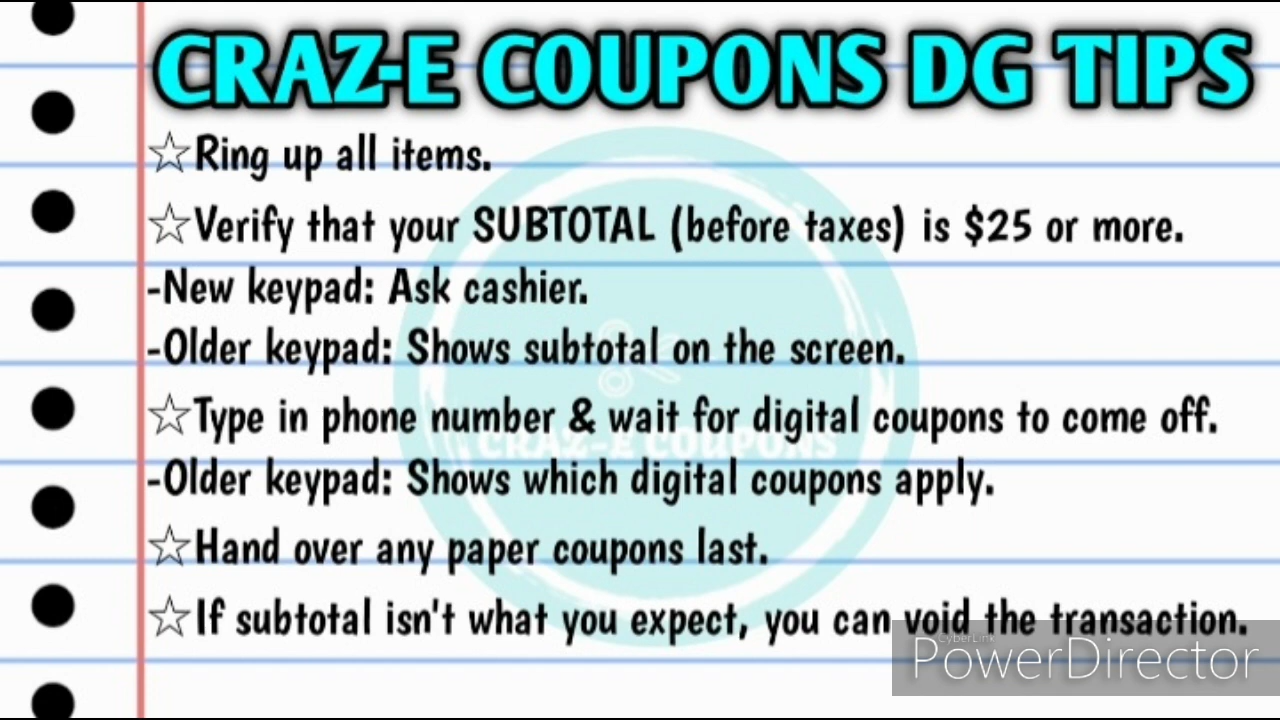 CRAZ-E COUPONS DG TIPS
☆Ring up all items.
☆Verify that your SUBTOTAL (before taxes) is $25 or more.
-New keypad: Ask cashier.
-Older keypad: Shows subtotal on the screen.
☆Type in phone number & wait for digital coupons to come off.
CRAZ-E COUPONS
-Older keypad: Shows which digital coupons apply.
☆Hand over any paper coupons last.
☆If subtotal isn't what you expect, you can void the transaction.
CyberLink
PowerDirector